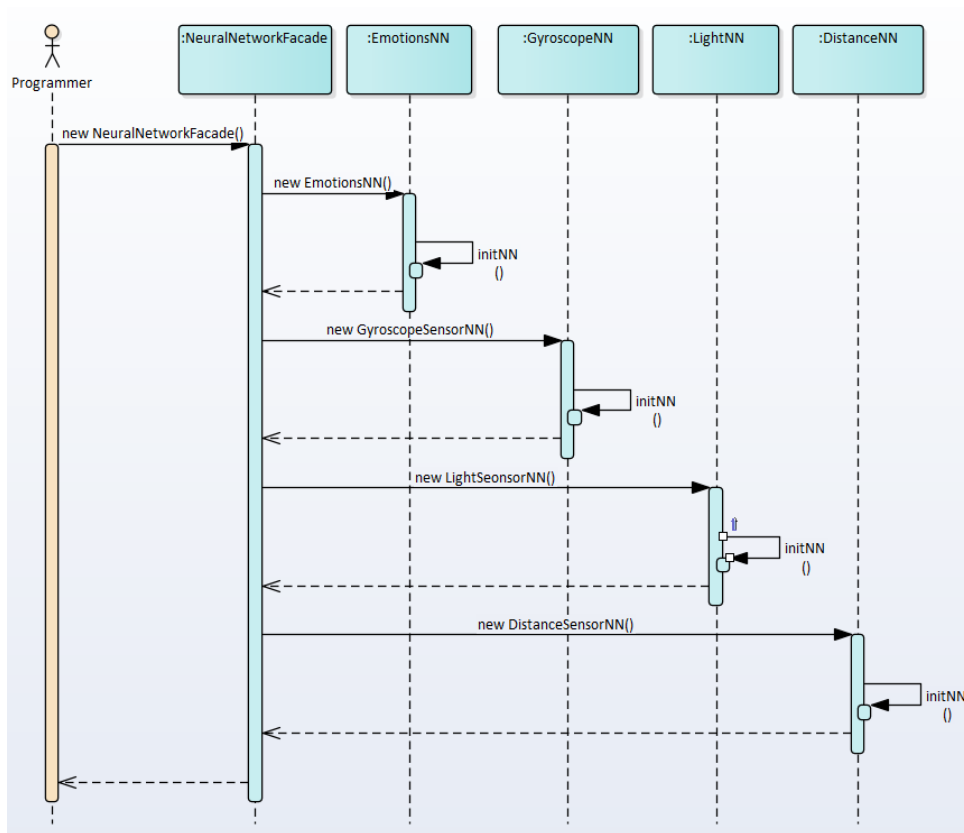 :NeuralNetworkFacade
:EmotionsNN
:GyroscopeNN
:LightNN
:DistanceNN
Programmer
new NeuralNetworkFacade()
new EmotionsNN()
initNN
()
new GyroscopeSensorNN()
initNN
()
new LightSeonsorNN()
initNN
()
new DistanceSensorNN()
initNN
()